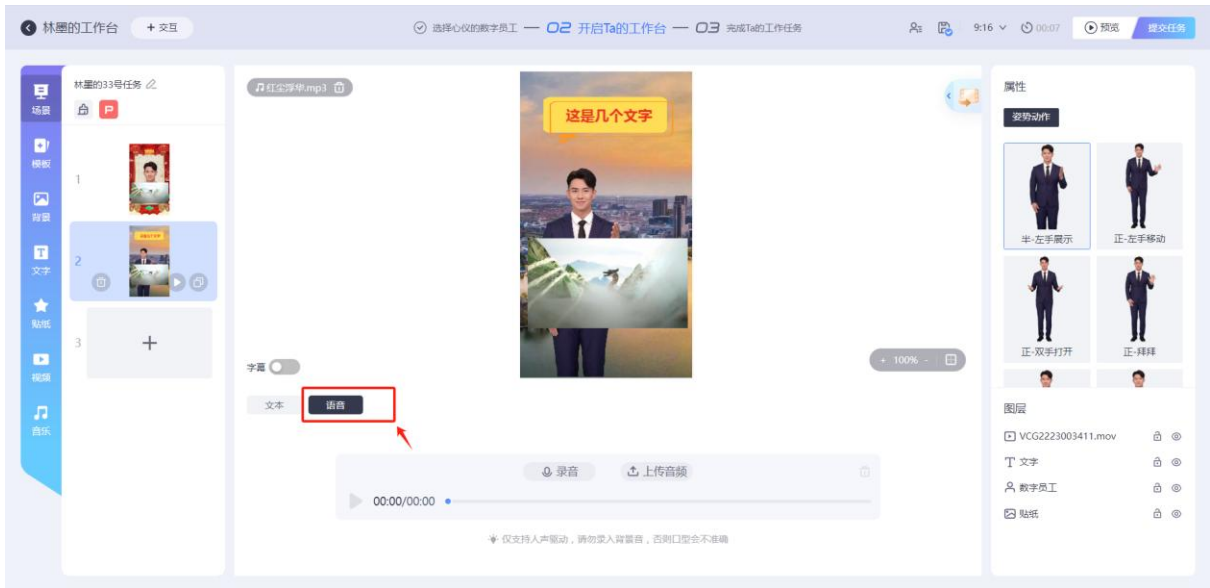 林墨的工作台
+ 交互
选择心仪的数字员工 — 02 开启Ta的工作台 — 03 完成Ta的工作任务
9:16
00:07
预览
提交任务
场景
模板
背景
文字
贴纸
视频
音乐
林墨的33号任务
P
1
2
3
红尘浮华.mp3
这是几个文字
字幕
+ 100% -
文本
语音
录音
上传音频
00:00/00:00
仅支持人声驱动，请勿录入背景音，否则口型会不准确
属性
姿势动作
半-左手展示
正-左手移动
正-双手打开
正-拜拜
图层
VCG2223003411.mov
T 文字
数字员工
贴纸